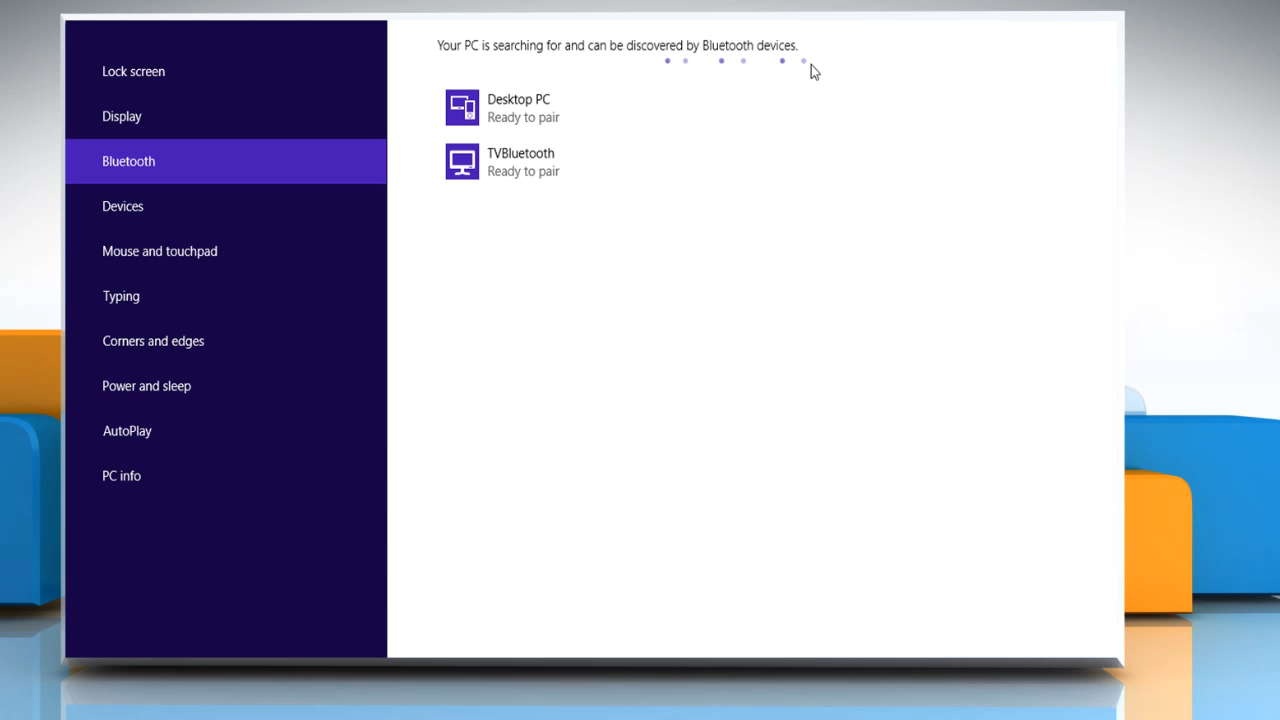 Lock screen
Display
Bluetooth
Devices
Mouse and touchpad
Typing
Corners and edges
Power and sleep
AutoPlay
PC info
Your PC is searching for and can be discovered by Bluetooth devices.
Desktop PC
Ready to pair
TVBluetooth
Ready to pair